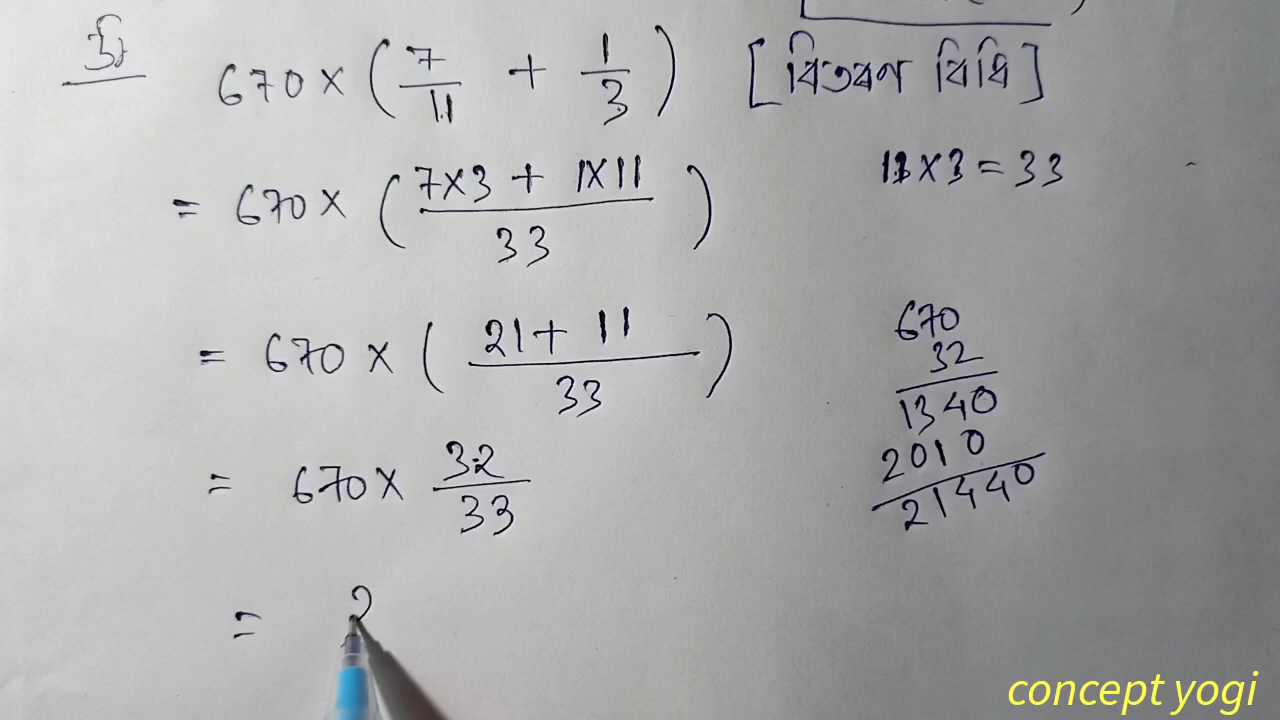 670 × ( 7/11 + 1/3 ) [বিতৰণ বিধি]
= 670 × ( 7×3 + 1×11 / 33 )
11×3 = 33
= 670 × ( 21 + 11 / 33 )
= 670 × 32/33
= 2
670
32
1340
2010
21440
concept yogi